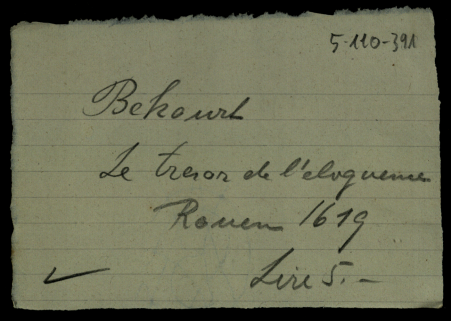 5-110-391
Bekourt
Le tresor de l'eloquence
Rouen 1619
Lire 5.-